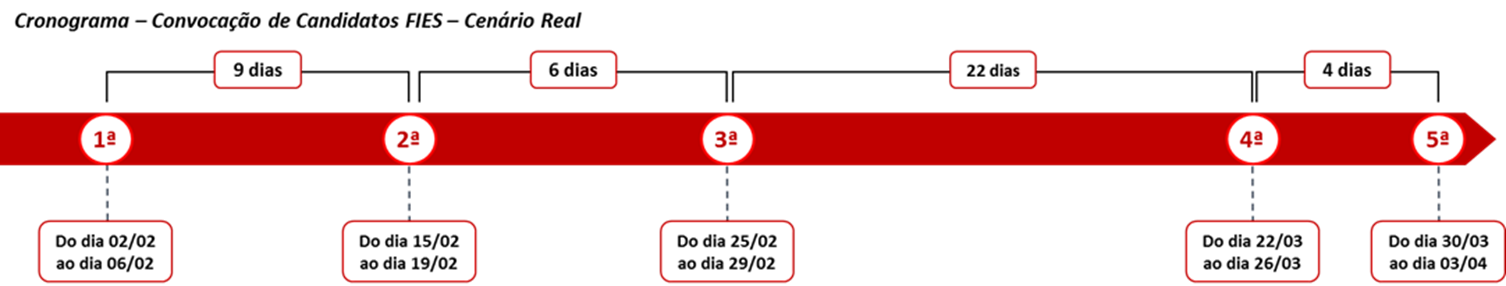 Cronograma – Convocação de Candidatos FIES – Cenário Real
9 dias
6 dias
22 dias
4 dias
1ª
2ª
3ª
4ª
5ª
Do dia 02/02
ao dia 06/02
Do dia 15/02
ao dia 19/02
Do dia 25/02
ao dia 29/02
Do dia 22/03
ao dia 26/03
Do dia 30/03
ao dia 03/04